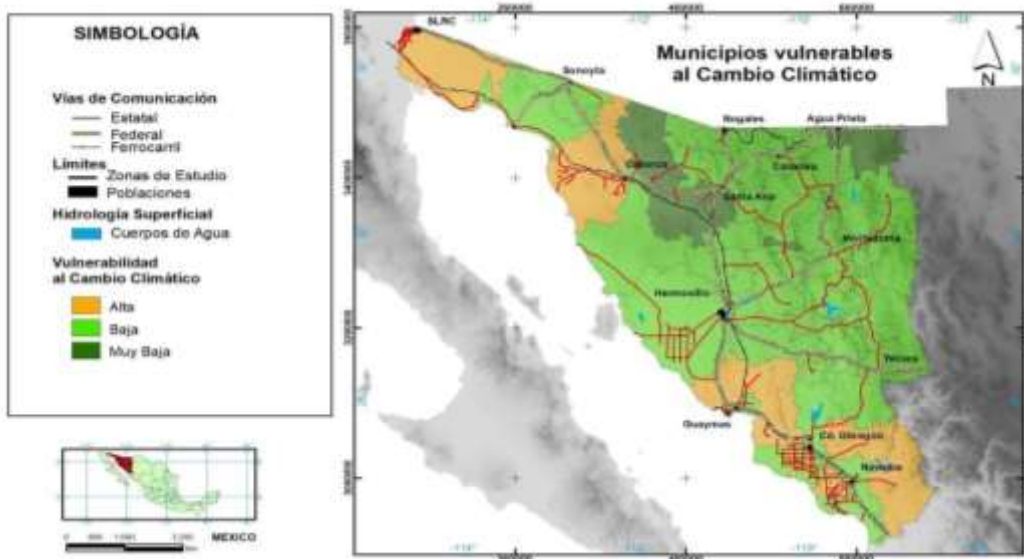 SIMBOLOGÍA
Vías de Comunicación
Estatal
Federal
Ferrocarril
Límites
Zonas de Estudio
Poblaciones
Hidrología Superficial
Cuerpos de Agua
Vulnerabilidad
al Cambio Climático
Alta
Baja
Muy Baja
MEXICO
Municipios vulnerables
al Cambio Climático
N
SLRC
Sonoyta
Nogales
Agua Prieta
Caborca
Cananea
Santa Ana
Moctezuma
Hermosillo
Yecora
Guaymas
Cd. Obregón
Navojoa